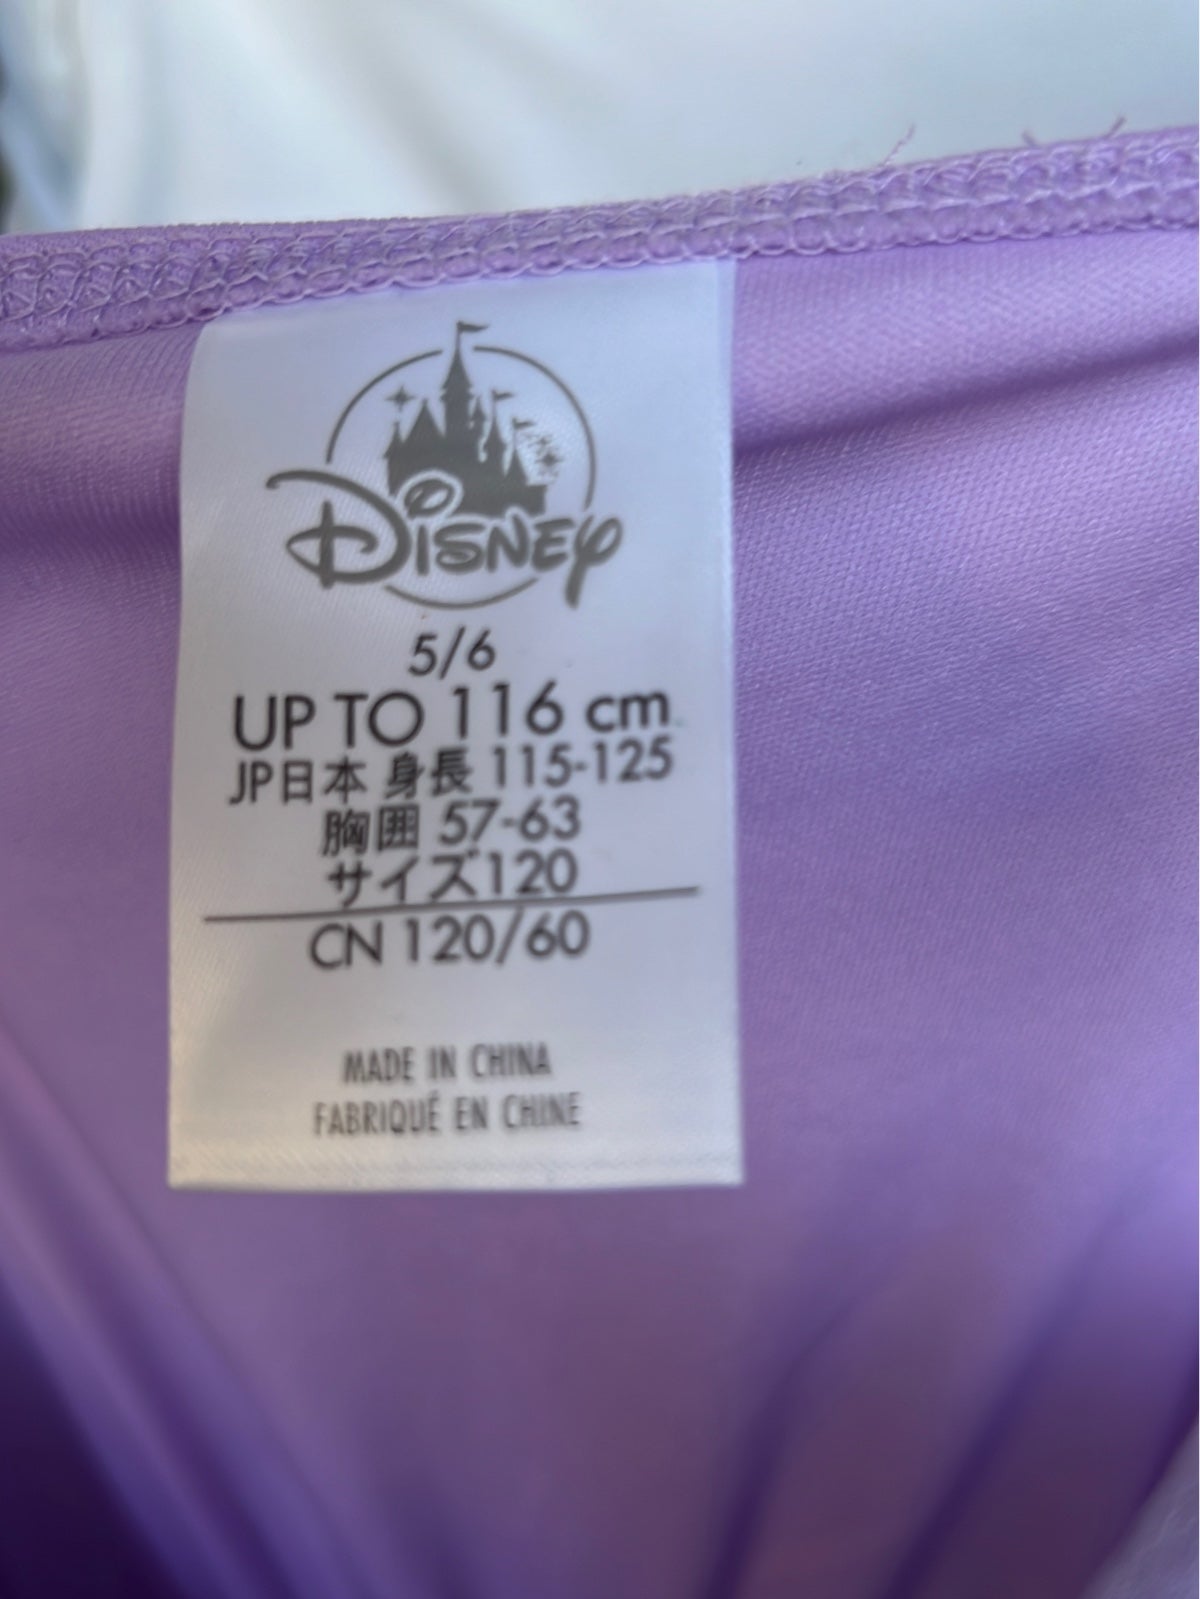 Disney
5/6
UP TO 116 cm
JP日本 身長 115-125
胸囲 57-63
サイズ120
CN 120/60
MADE IN CHINA
FABRIQUÉ EN CHINE